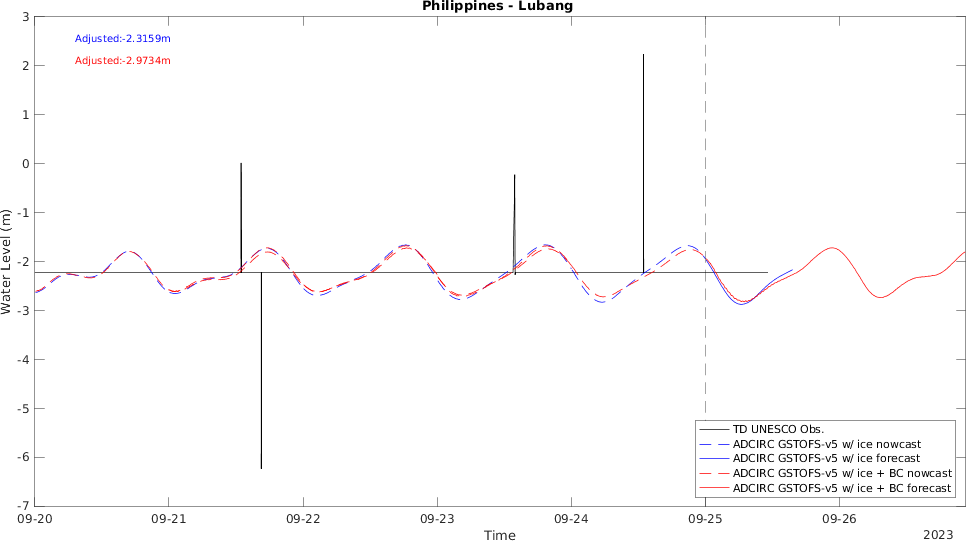 Philippines - Lubang
Adjusted:-2.3159m
Adjusted:-2.9734m
Water Level (m)
3
2
1
0
-1
-2
-3
-4
-5
-6
-7
TD UNESCO Obs.
ADCIRC GSTOFS-v5 w/ ice nowcast
ADCIRC GSTOFS-v5 w/ ice forecast
ADCIRC GSTOFS-v5 w/ ice + BC nowcast
ADCIRC GSTOFS-v5 w/ ice + BC forecast
09-20 09-21 09-22 09-23 09-24 09-25 09-26
Time
2023